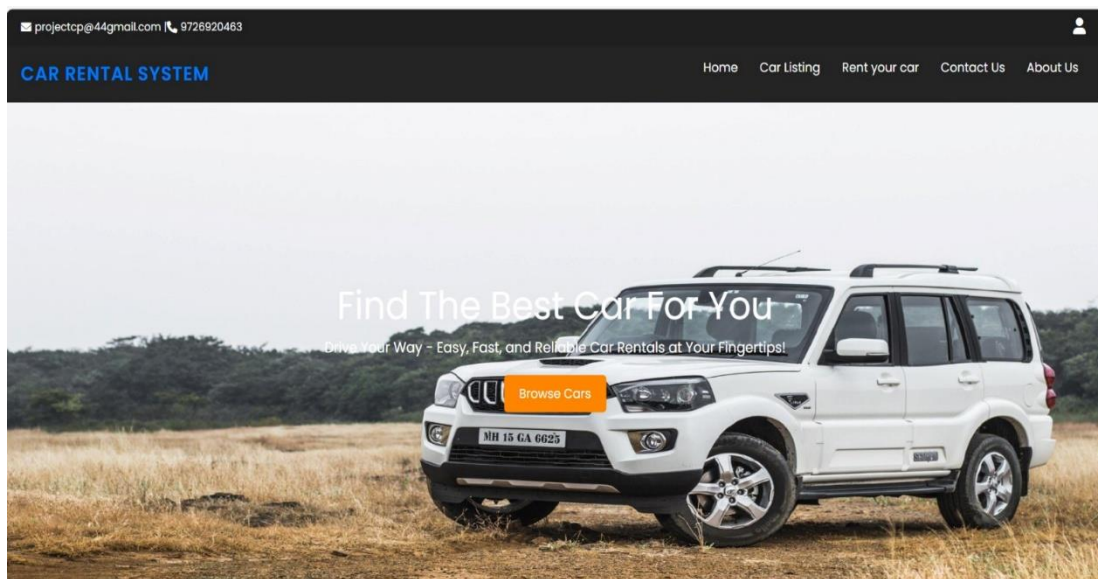 projectcp@44gmail.com | 9726920463
CAR RENTAL SYSTEM
Home Car Listing Rent your car Contact Us About Us
Find The Best Car For You
Drive Your Way - Easy, Fast, and Reliable Car Rentals at Your Fingertips!
Browse Cars
MH 15 GA 6625